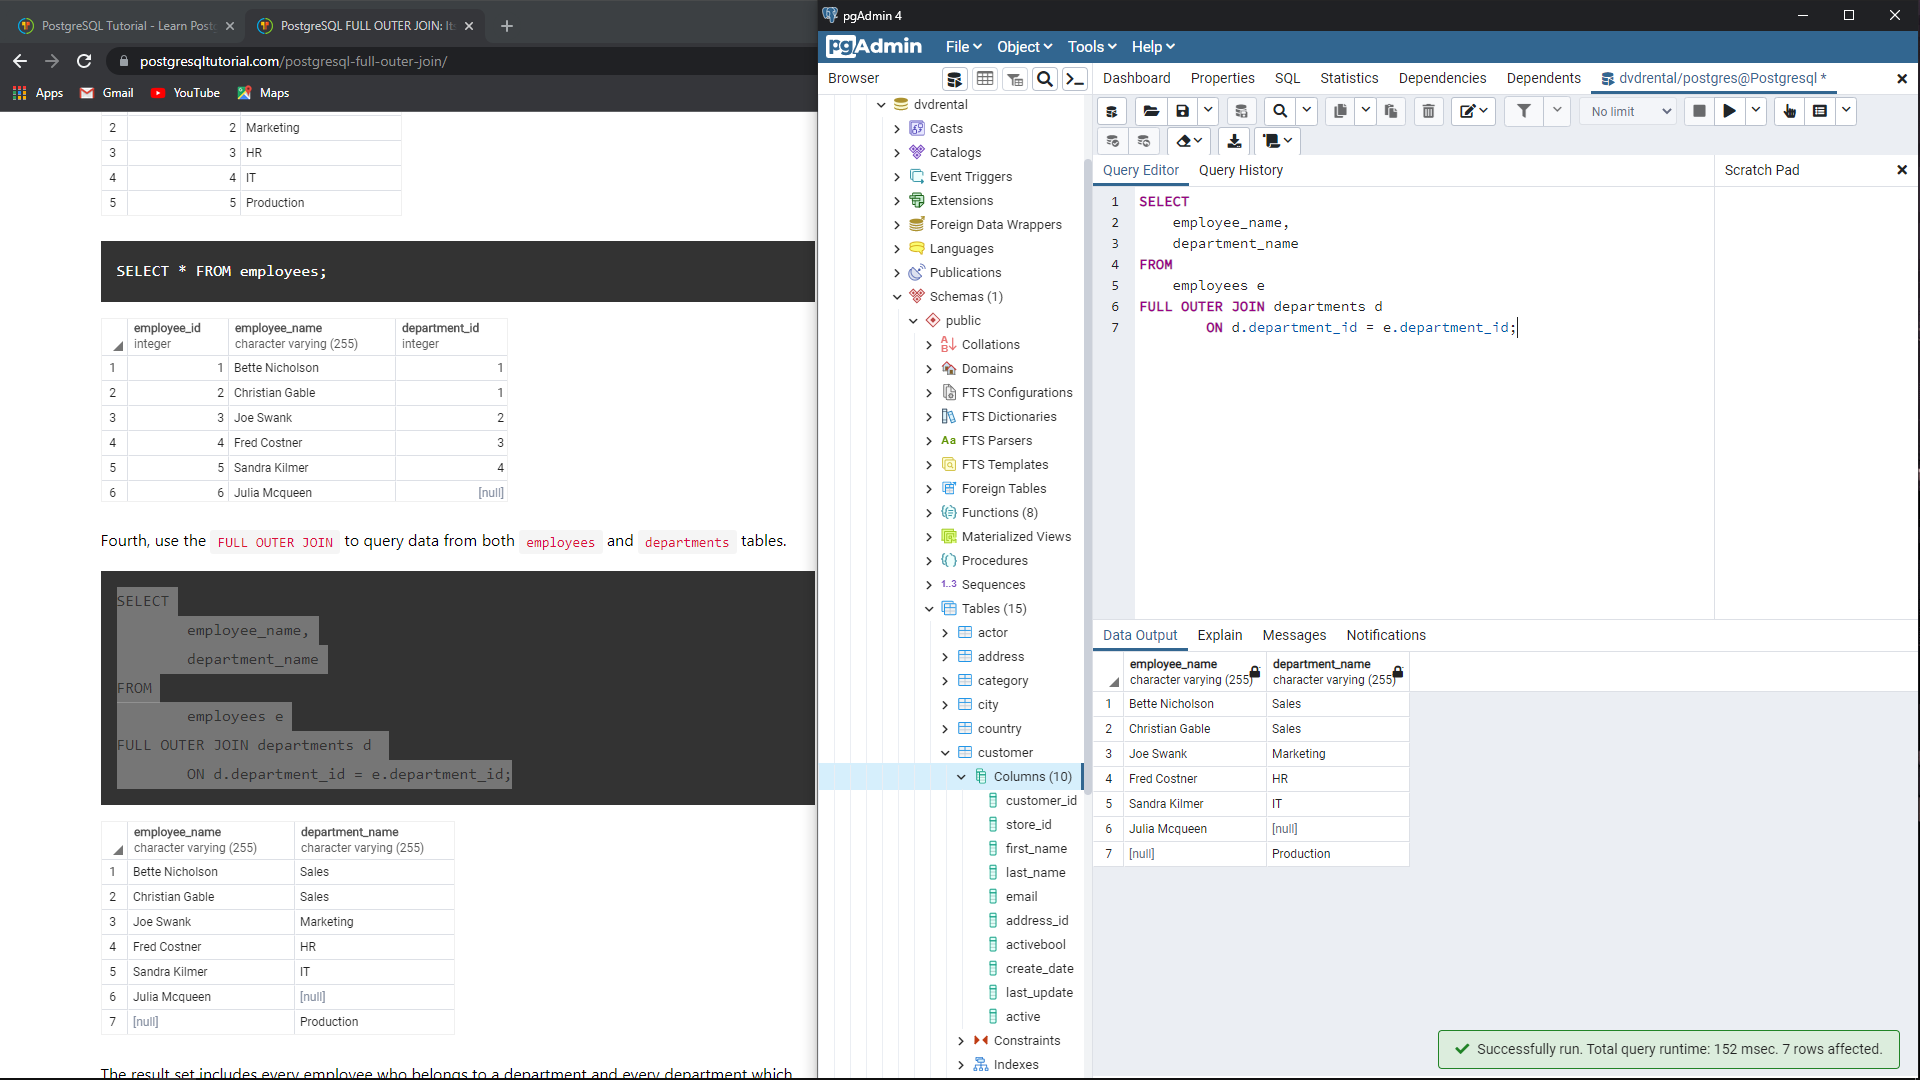 PostgreSQL Tutorial - Learn Post
PostgreSQL FULL OUTER JOIN: It
postgresqltutorial.com/postgresql-full-outer-join/
Apps
Gmail
YouTube
Maps
2 2 Marketing
3 3 HR
4 4 IT
5 5 Production
SELECT * FROM employees;
employee_id employee_name department_id
integer character varying (255) integer
1 1 Bette Nicholson 1
2 2 Christian Gable 1
3 3 Joe Swank 2
4 4 Fred Costner 3
5 5 Sandra Kilmer 4
6 6 Julia Mcqueen [null]
Fourth, use the FULL OUTER JOIN to query data from both employees and departments tables.
SELECT
employee_name,
department_name
FROM
employees e
FULL OUTER JOIN departments d
ON d.department_id = e.department_id;
employee_name department_name
character varying (255) character varying (255)
1 Bette Nicholson Sales
2 Christian Gable Sales
3 Joe Swank Marketing
4 Fred Costner HR
5 Sandra Kilmer IT
6 Julia Mcqueen [null]
7 [null] Production
The result set includes every employee who belongs to a department and every department which
pgAdmin 4
pgAdmin File Object Tools Help
Browser
dvdrental
Casts
Catalogs
Event Triggers
Extensions
Foreign Data Wrappers
Languages
Publications
Schemas (1)
public
Collations
Domains
FTS Configurations
FTS Dictionaries
Aa FTS Parsers
FTS Templates
Foreign Tables
Functions (8)
Materialized Views
Procedures
1..3 Sequences
Tables (15)
actor
address
category
city
country
customer
Columns (10)
customer_id
store_id
first_name
last_name
email
address_id
activebool
create_date
last_update
active
Constraints
Indexes
Dashboard Properties SQL Statistics Dependencies Dependents dvdrental/postgres@Postgresql *
No limit
Query Editor Query History
Scratch Pad
1 SELECT
2 employee_name,
3 department_name
4 FROM
5 employees e
6 FULL OUTER JOIN departments d
7 ON d.department_id = e.department_id;
Data Output Explain Messages Notifications
employee_name department_name
character varying (255) character varying (255)
1 Bette Nicholson Sales
2 Christian Gable Sales
3 Joe Swank Marketing
4 Fred Costner HR
5 Sandra Kilmer IT
6 Julia Mcqueen [null]
7 [null] Production
Successfully run. Total query runtime: 152 msec. 7 rows affected.